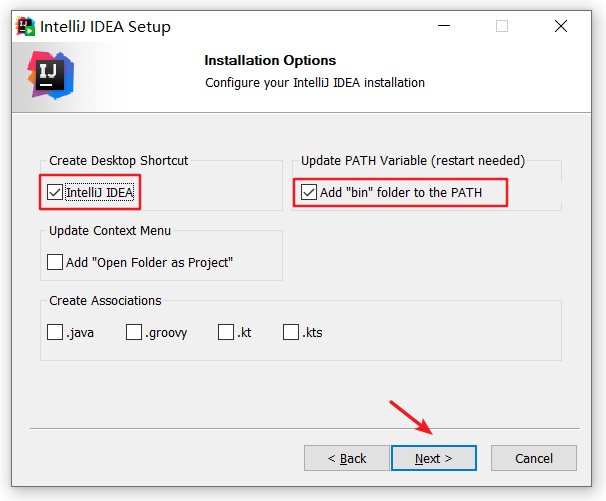 IntelliJ IDEA Setup
IJ
Installation Options
Configure your IntelliJ IDEA installation
Create Desktop Shortcut
Update PATH Variable (restart needed)
IntelliJ IDEA
Add "bin" folder to the PATH
Update Context Menu
Add "Open Folder as Project"
Create Associations
.java .groovy .kt .kts
< Back Next > Cancel